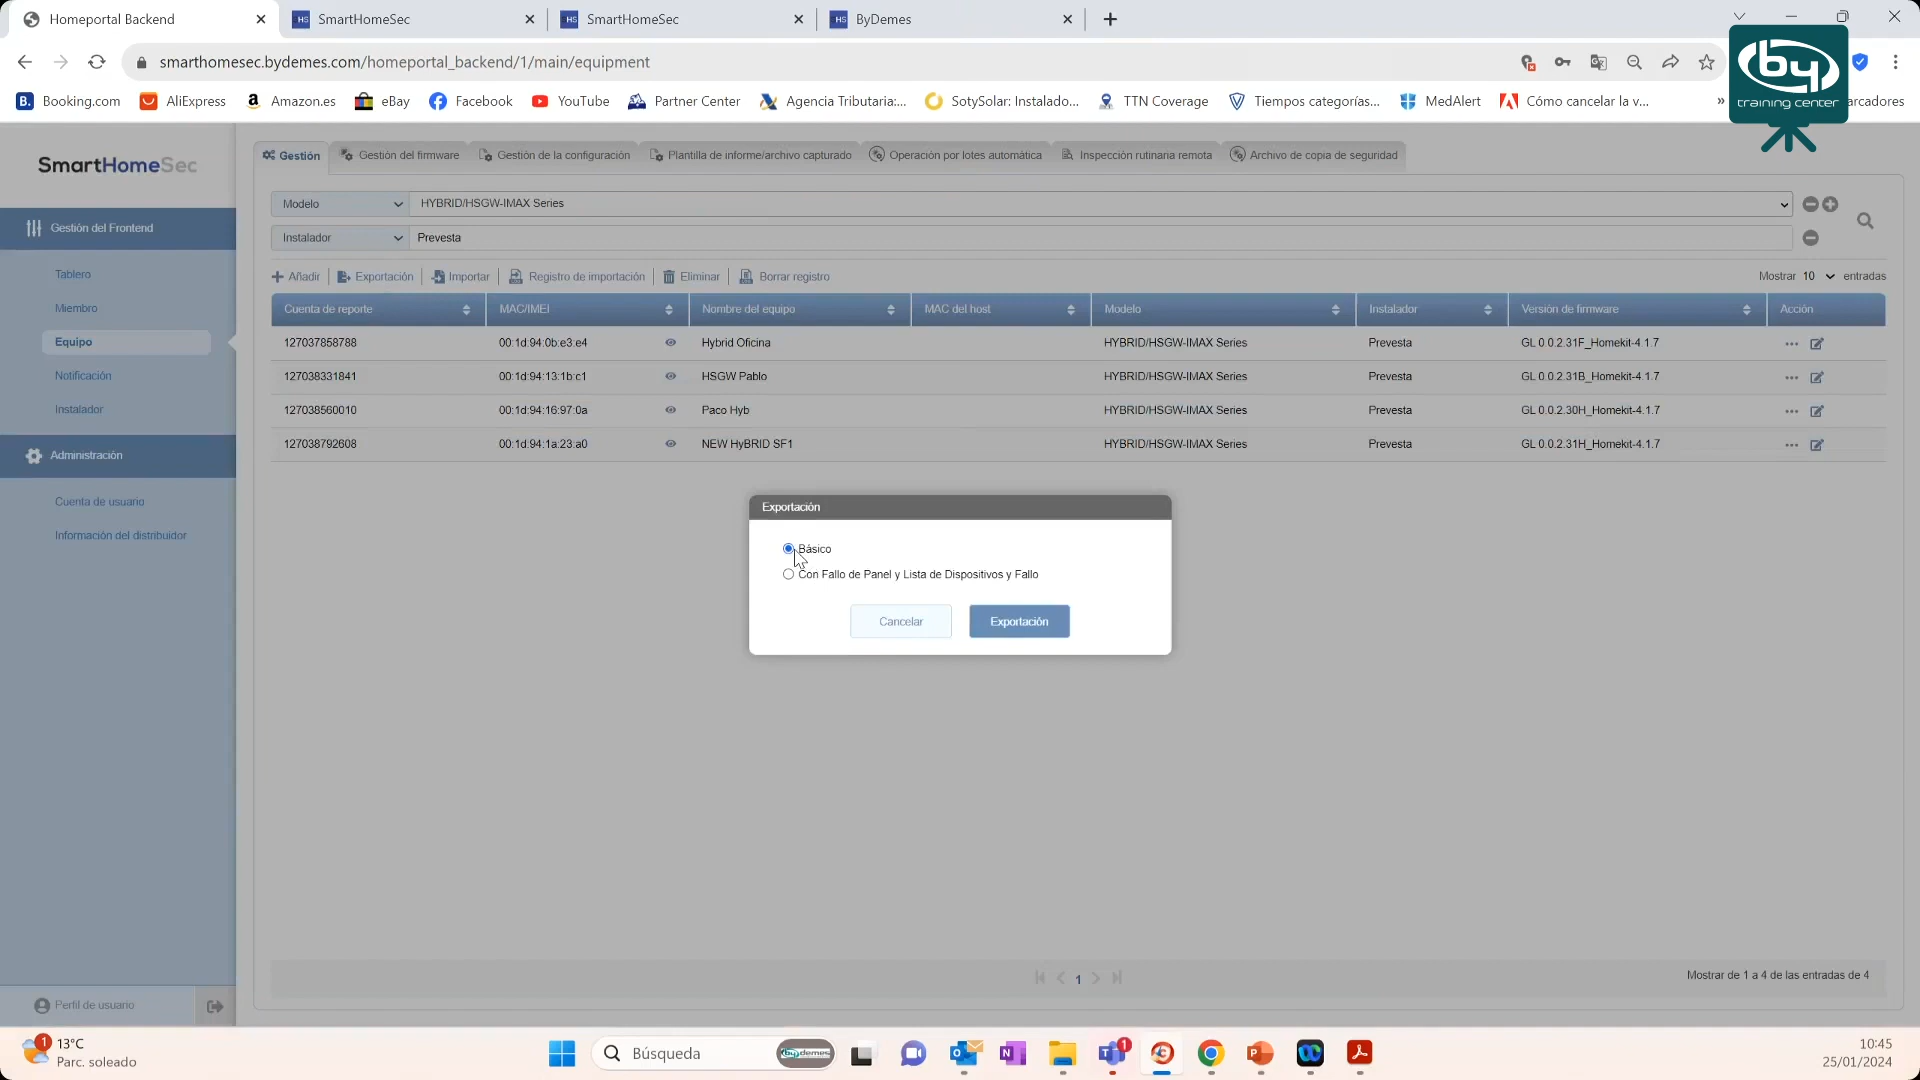 Homeportal Backend
HS SmartHomeSec
HS SmartHomeSec
HS ByDemes
smarthomesec.bydemes.com/homeportal_backend/1/main/equipment
by
training center
B. Booking.com
AliExpress
a Amazon.es
eBay
Facebook
YouTube
Partner Center
Agencia Tributaria:...
SotySolar: Instalado...
TTN Coverage
Tiempos categorías...
MedAlert
Cómo cancelar la v...
»
arcadores
SmartHomeSec
Gestión del Frontend
Tablero
Miembro
Equipo
Notificación
Instalador
Administración
Cuenta de usuario
Información del distribuidor
Perfil de usuario
Gestión
Gestión del firmware
Gestión de la configuración
Plantilla de informe/archivo capturado
Operación por lotes automática
Inspección rutinaria remota
Archivo de copia de seguridad
Modelo HYBRID/HSGW-IMAX Series
Instalador Prevesta
Añadir Exportación Importar Registro de importación Eliminar Borrar registro Mostrar 10 entradas
Cuenta de reporte MAC/IMEI Nombre del equipo MAC del host Modelo Instalador Versión de firmware Acción
127037858788 00:1d:94:0b:e3:e4 Hybrid Oficina HYBRID/HSGW-IMAX Series Prevesta GL 0.0.2.31F_Homekit-4.1.7 ...
127038331841 00:1d:94:13:1b:c1 HSGW Pablo HYBRID/HSGW-IMAX Series Prevesta GL 0.0.2.31B_Homekit-4.1.7 ...
127038560010 00:1d:94:16:97:0a Paco Hyb HYBRID/HSGW-IMAX Series Prevesta GL 0.0.2.30H_Homekit-4.1.7 ...
127038792608 00:1d:94:1a:23:a0 NEW HyBRID SF1 HYBRID/HSGW-IMAX Series Prevesta GL 0.0.2.31H_Homekit-4.1.7 ...
Exportación
Básico
Con Fallo de Panel y Lista de Dispositivos y Fallo
Cancelar Exportación
1
Mostrar de 1 a 4 de las entradas de 4
1
13°C
Parc. soleado
Búsqueda
by demes
1
10:45
25/01/2024